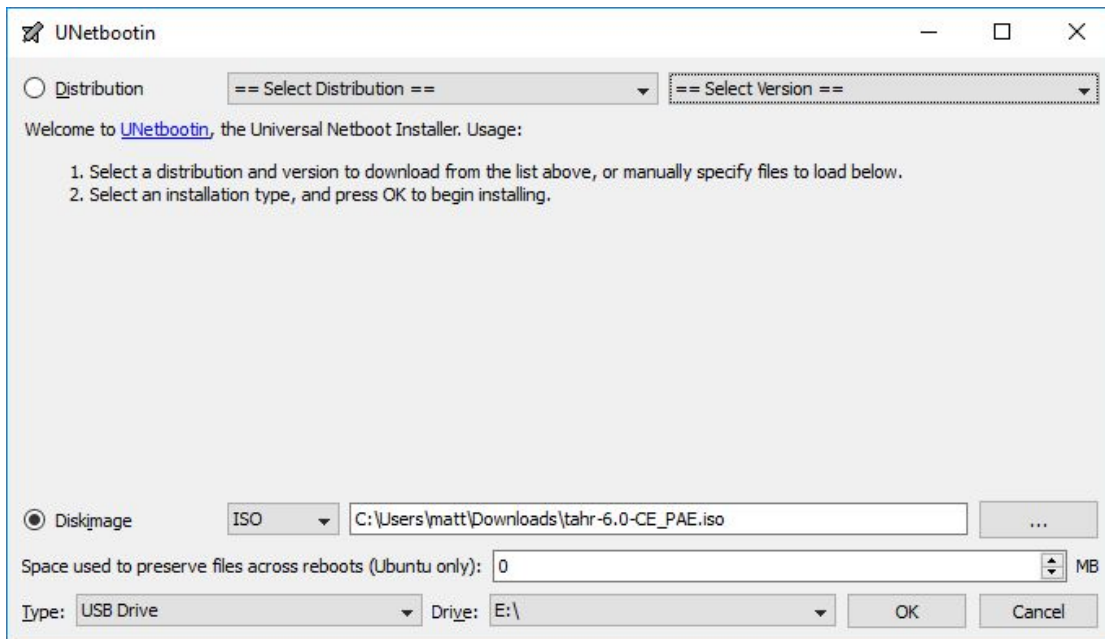 UNetbootin
Distribution == Select Distribution == == Select Version ==
Welcome to UNetbootin, the Universal Netboot Installer. Usage:
1. Select a distribution and version to download from the list above, or manually specify files to load below.
2. Select an installation type, and press OK to begin installing.
Diskimage ISO C:\Users\matt\Downloads\tahr-6.0-CE_PAE.iso ...
Space used to preserve files across reboots (Ubuntu only): 0 MB
Type: USB Drive Drive: E:\ OK Cancel